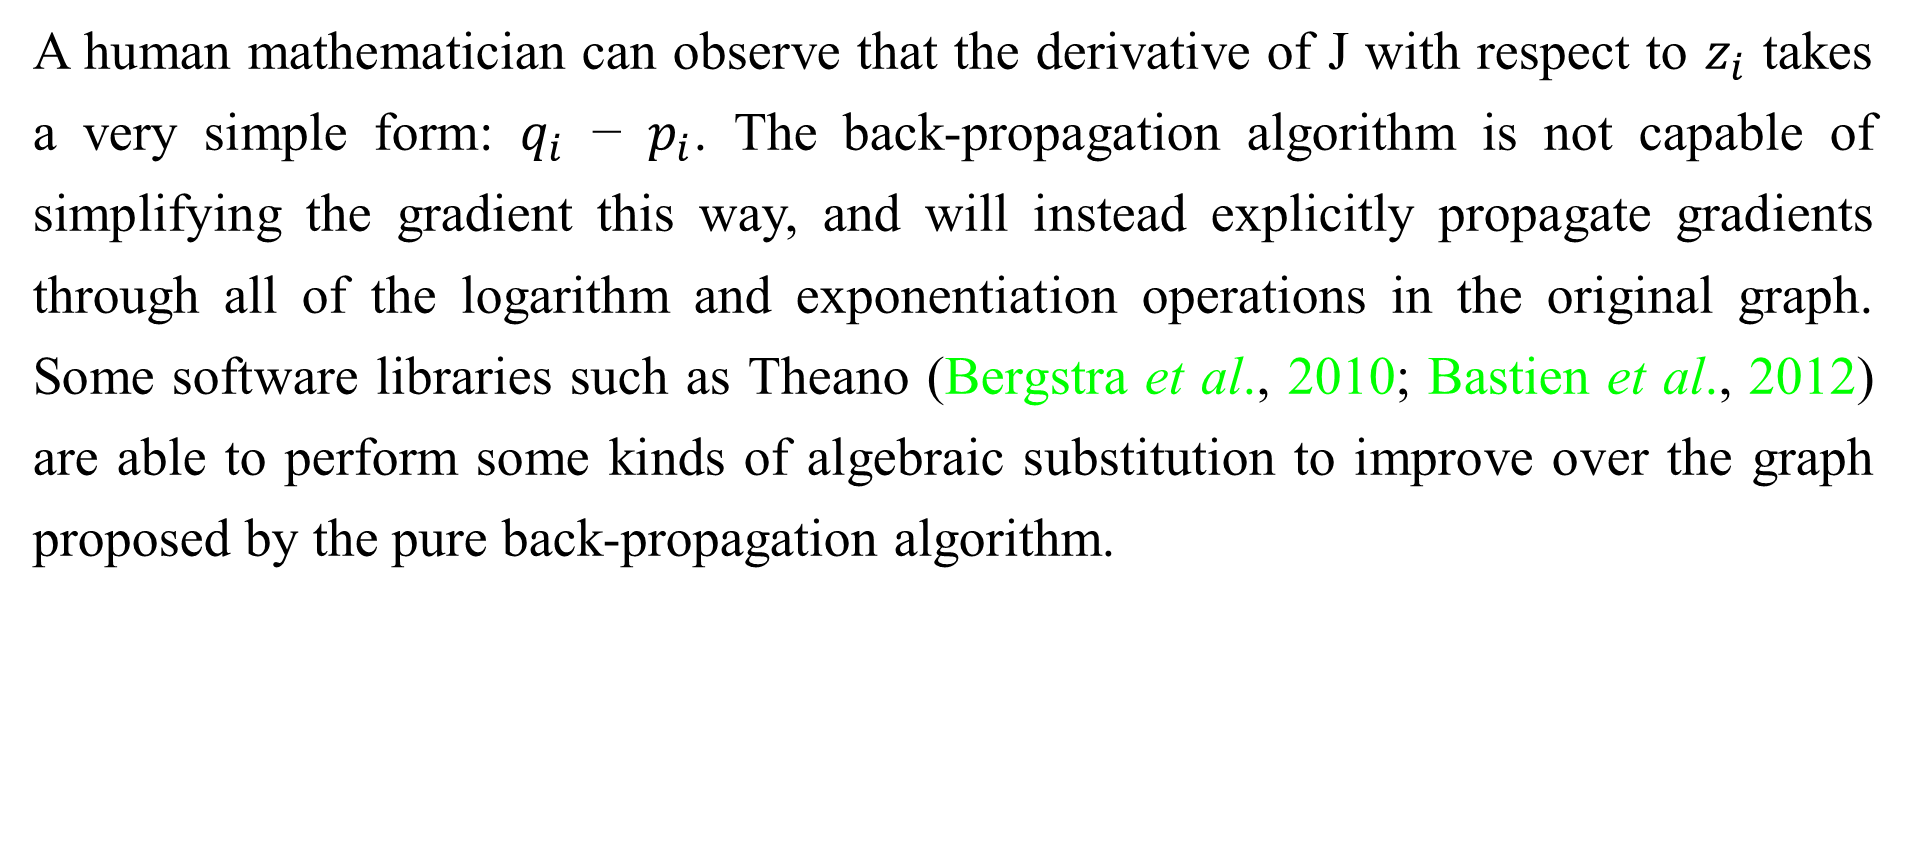 A human mathematician can observe that the derivative of J with respect to 𝑧𝑖 takes
a very simple form: 𝑞𝑖 − 𝑝𝑖. The back-propagation algorithm is not capable of
simplifying the gradient this way, and will instead explicitly propagate gradients
through all of the logarithm and exponentiation operations in the original graph.
Some software libraries such as Theano (Bergstra et al., 2010; Bastien et al., 2012)
are able to perform some kinds of algebraic substitution to improve over the graph
proposed by the pure back-propagation algorithm.